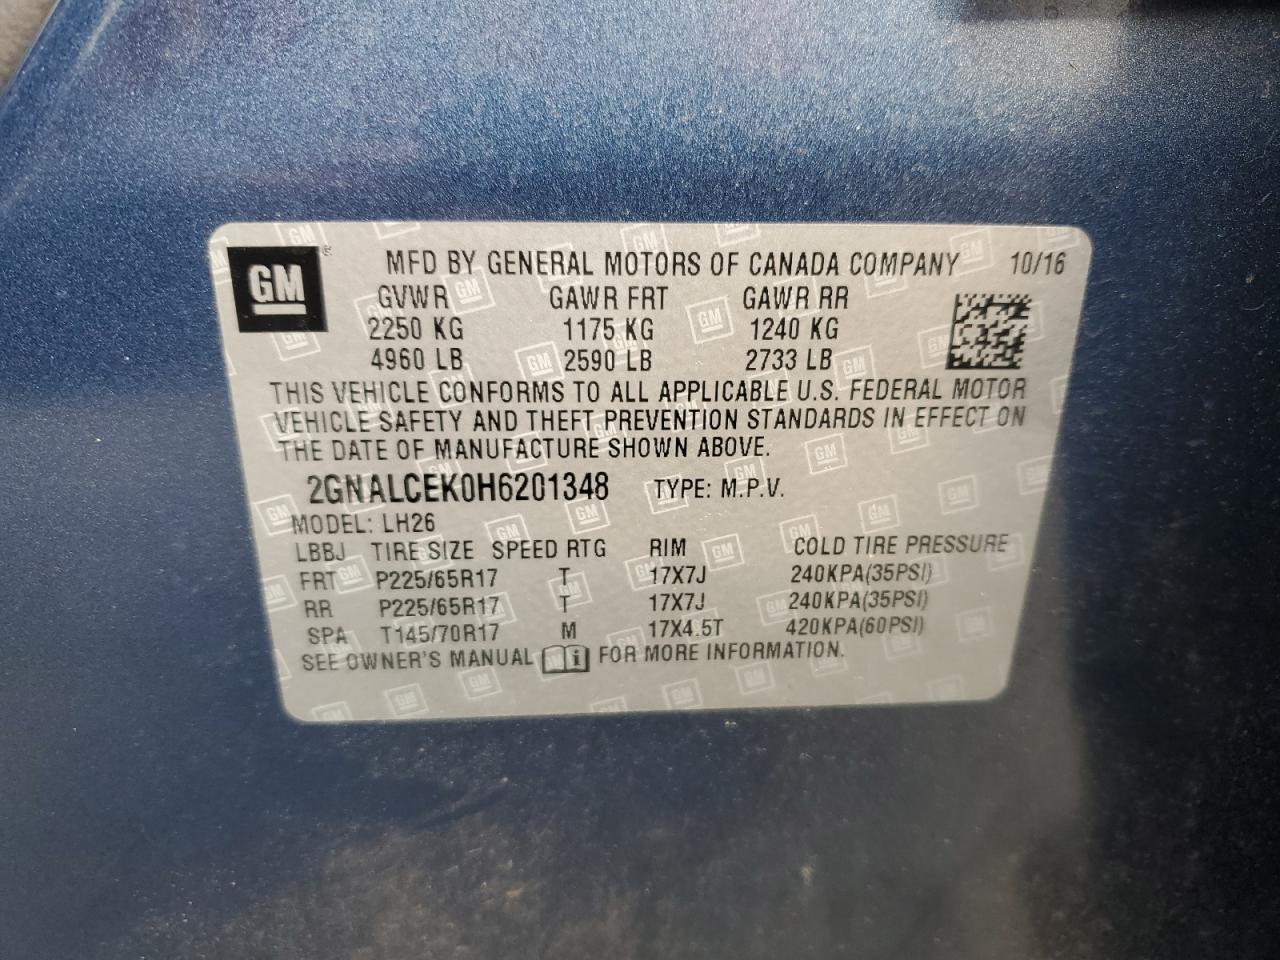 GM ® MFD BY GENERAL MOTORS OF CANADA COMPANY 10/16
GVWR GAWR FRT GAWR RR
2250 KG 1175 KG 1240 KG
4960 LB 2590 LB 2733 LB
THIS VEHICLE CONFORMS TO ALL APPLICABLE U.S. FEDERAL MOTOR
VEHICLE SAFETY AND THEFT PREVENTION STANDARDS IN EFFECT ON
THE DATE OF MANUFACTURE SHOWN ABOVE.
2GNALCEK0H6201348 TYPE: M.P.V.
MODEL: LH26
LBBJ TIRE SIZE SPEED RTG RIM COLD TIRE PRESSURE
FRT P225/65R17 T 17X7J 240KPA(35PSI)
RR P225/65R17 T 17X7J 240KPA(35PSI)
SPA T145/70R17 M 17X4.5T 420KPA(60PSI)
SEE OWNER'S MANUAL i FOR MORE INFORMATION.